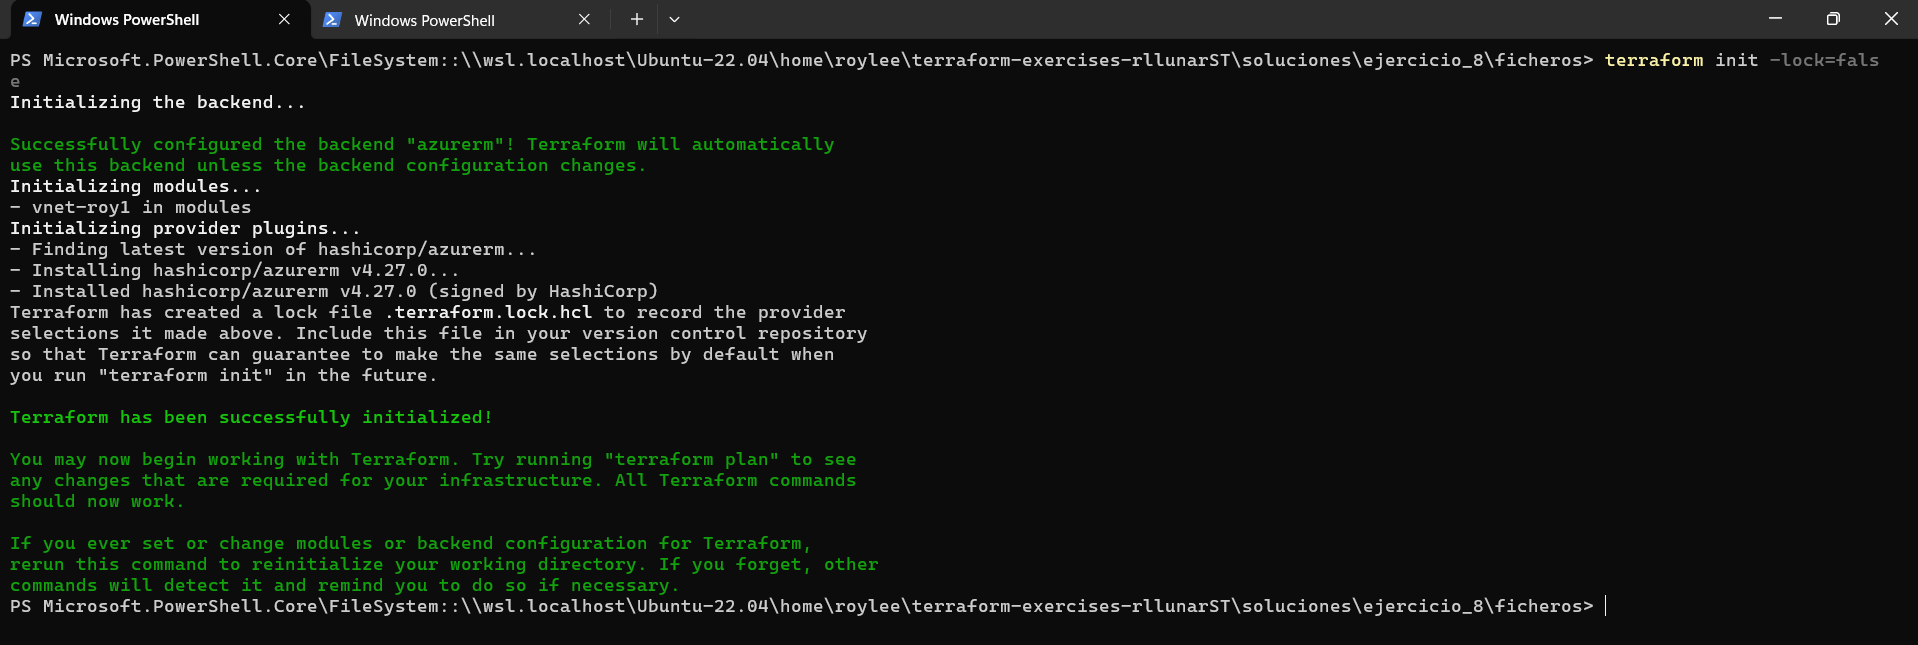 Windows PowerShell
Windows PowerShell
PS Microsoft.PowerShell.Core\FileSystem::\\wsl.localhost\Ubuntu-22.04\home\roylee\terraform-exercises-rllunarST\soluciones\ejercicio_8\ficheros> terraform init -lock=fals
e
Initializing the backend...
Successfully configured the backend "azurerm"! Terraform will automatically
use this backend unless the backend configuration changes.
Initializing modules...
- vnet-roy1 in modules
Initializing provider plugins...
- Finding latest version of hashicorp/azurerm...
- Installing hashicorp/azurerm v4.27.0...
- Installed hashicorp/azurerm v4.27.0 (signed by HashiCorp)
Terraform has created a lock file .terraform.lock.hcl to record the provider
selections it made above. Include this file in your version control repository
so that Terraform can guarantee to make the same selections by default when
you run "terraform init" in the future.
Terraform has been successfully initialized!
You may now begin working with Terraform. Try running "terraform plan" to see
any changes that are required for your infrastructure. All Terraform commands
should now work.
If you ever set or change modules or backend configuration for Terraform,
rerun this command to reinitialize your working directory. If you forget, other
commands will detect it and remind you to do so if necessary.
PS Microsoft.PowerShell.Core\FileSystem::\\wsl.localhost\Ubuntu-22.04\home\roylee\terraform-exercises-rllunarST\soluciones\ejercicio_8\ficheros>